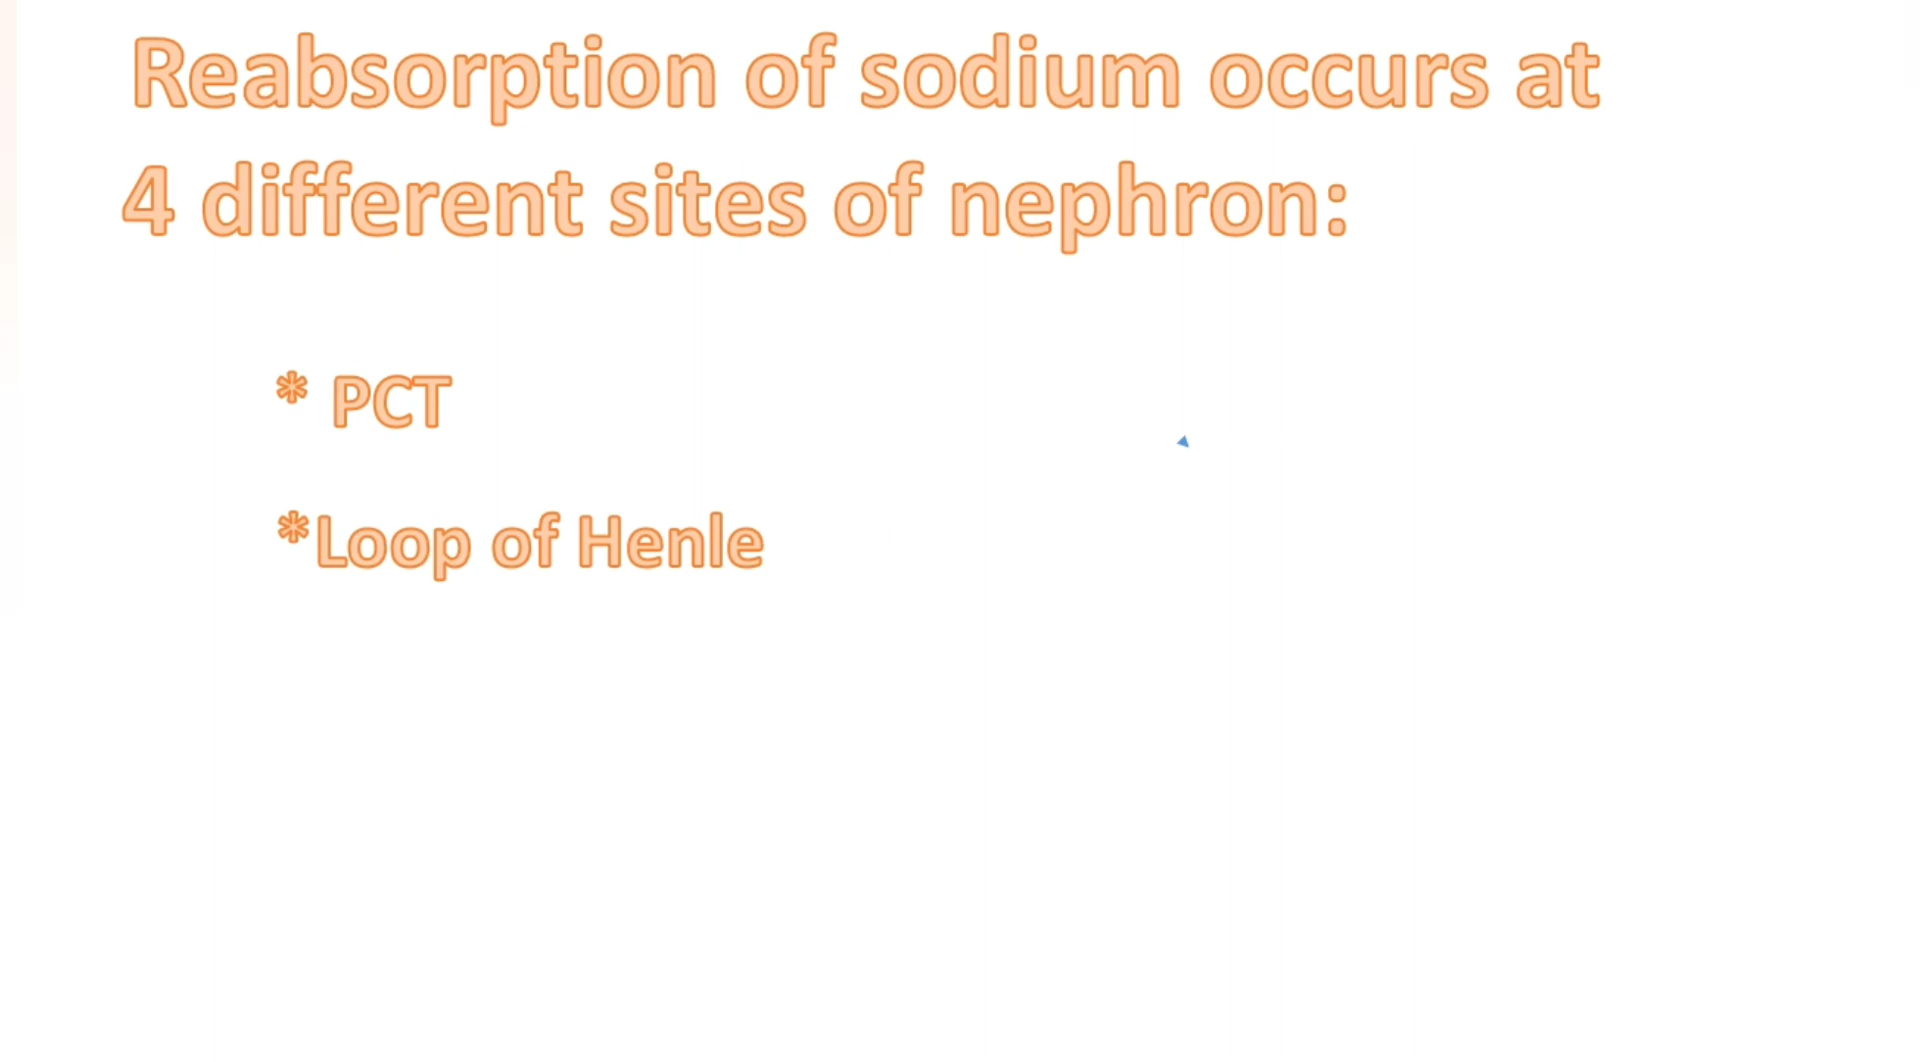 Reabsorption of sodium occurs at
4 different sites of nephron:
* PCT
*Loop of Henle